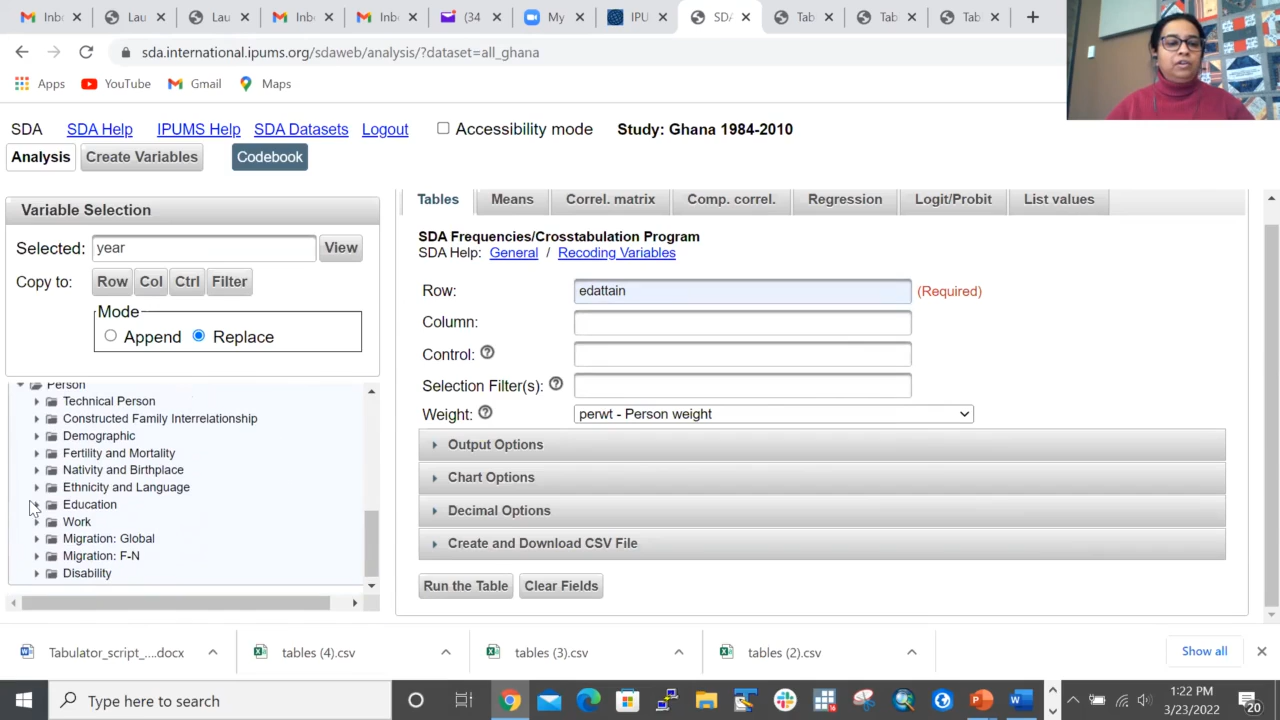 Inb
Lau
Lau
Inb
Inb
(34
My
IPU
SDA
Tab
Tab
Tab
sda.international.ipums.org/sdaweb/analysis/?dataset=all_ghana
Apps YouTube Gmail Maps
SDA SDA Help IPUMS Help SDA Datasets Logout Accessibility mode Study: Ghana 1984-2010
Analysis Create Variables Codebook
Variable Selection
Selected: year View
Copy to: Row Col Ctrl Filter
Mode
Append Replace
Person
Technical Person
Constructed Family Interrelationship
Demographic
Fertility and Mortality
Nativity and Birthplace
Ethnicity and Language
Education
Work
Migration: Global
Migration: F-N
Disability
Tables Means Correl. matrix Comp. correl. Regression Logit/Probit List values
SDA Frequencies/Crosstabulation Program
SDA Help: General / Recoding Variables
Row: edattain (Required)
Column:
Control:
Selection Filter(s):
Weight: perwt - Person weight
Output Options
Chart Options
Decimal Options
Create and Download CSV File
Run the Table Clear Fields
Tabulator_script_....docx tables (4).csv tables (3).csv tables (2).csv Show all
Type here to search
1:22 PM
3/23/2022
20